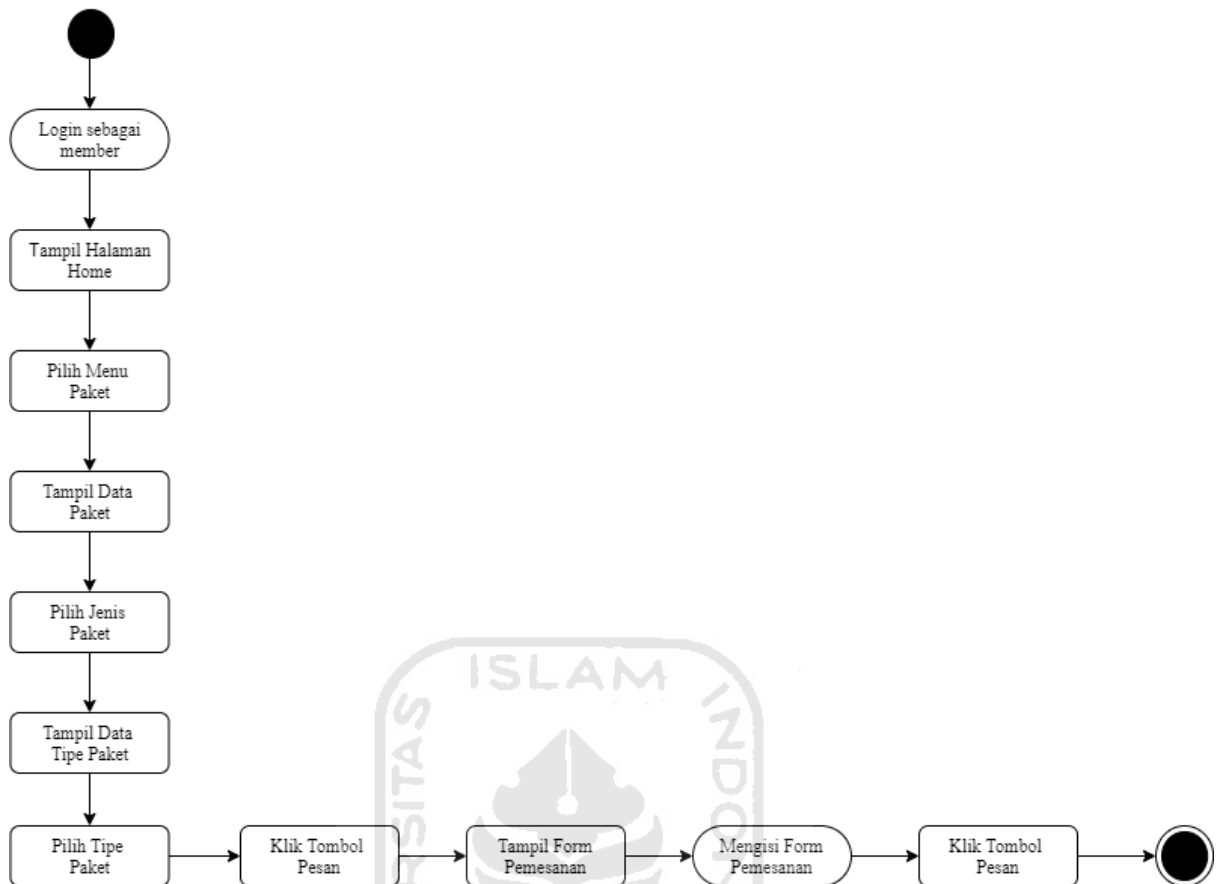 Login sebagai
member
Tampil Halaman
Home
Pilih Menu
Paket
Tampil Data
Paket
Pilih Jenis
Paket
Tampil Data
Tipe Paket
Pilih Tipe
Paket
Klik Tombol
Pesan
Tampil Form
Pemesanan
Mengisi Form
Pemesanan
Klik Tombol
Pesan
ISLAM